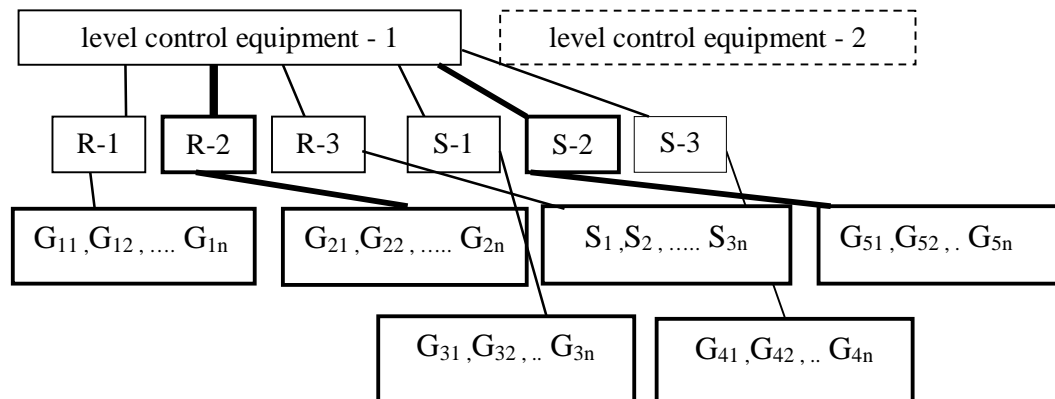 level control equipment - 1
level control equipment - 2
R-1
R-2
R-3
S-1
S-2
S-3
G₁₁ ,G₁₂ , .... G₁ₙ
G₂₁ ,G₂₂ , ..... G₂ₙ
S₁ ,S₂ , ..... S₃ₙ
G₅₁ ,G₅₂ , . G₅ₙ
G₃₁ ,G₃₂ , .. G₃ₙ
G₄₁ ,G₄₂ , .. G₄ₙ